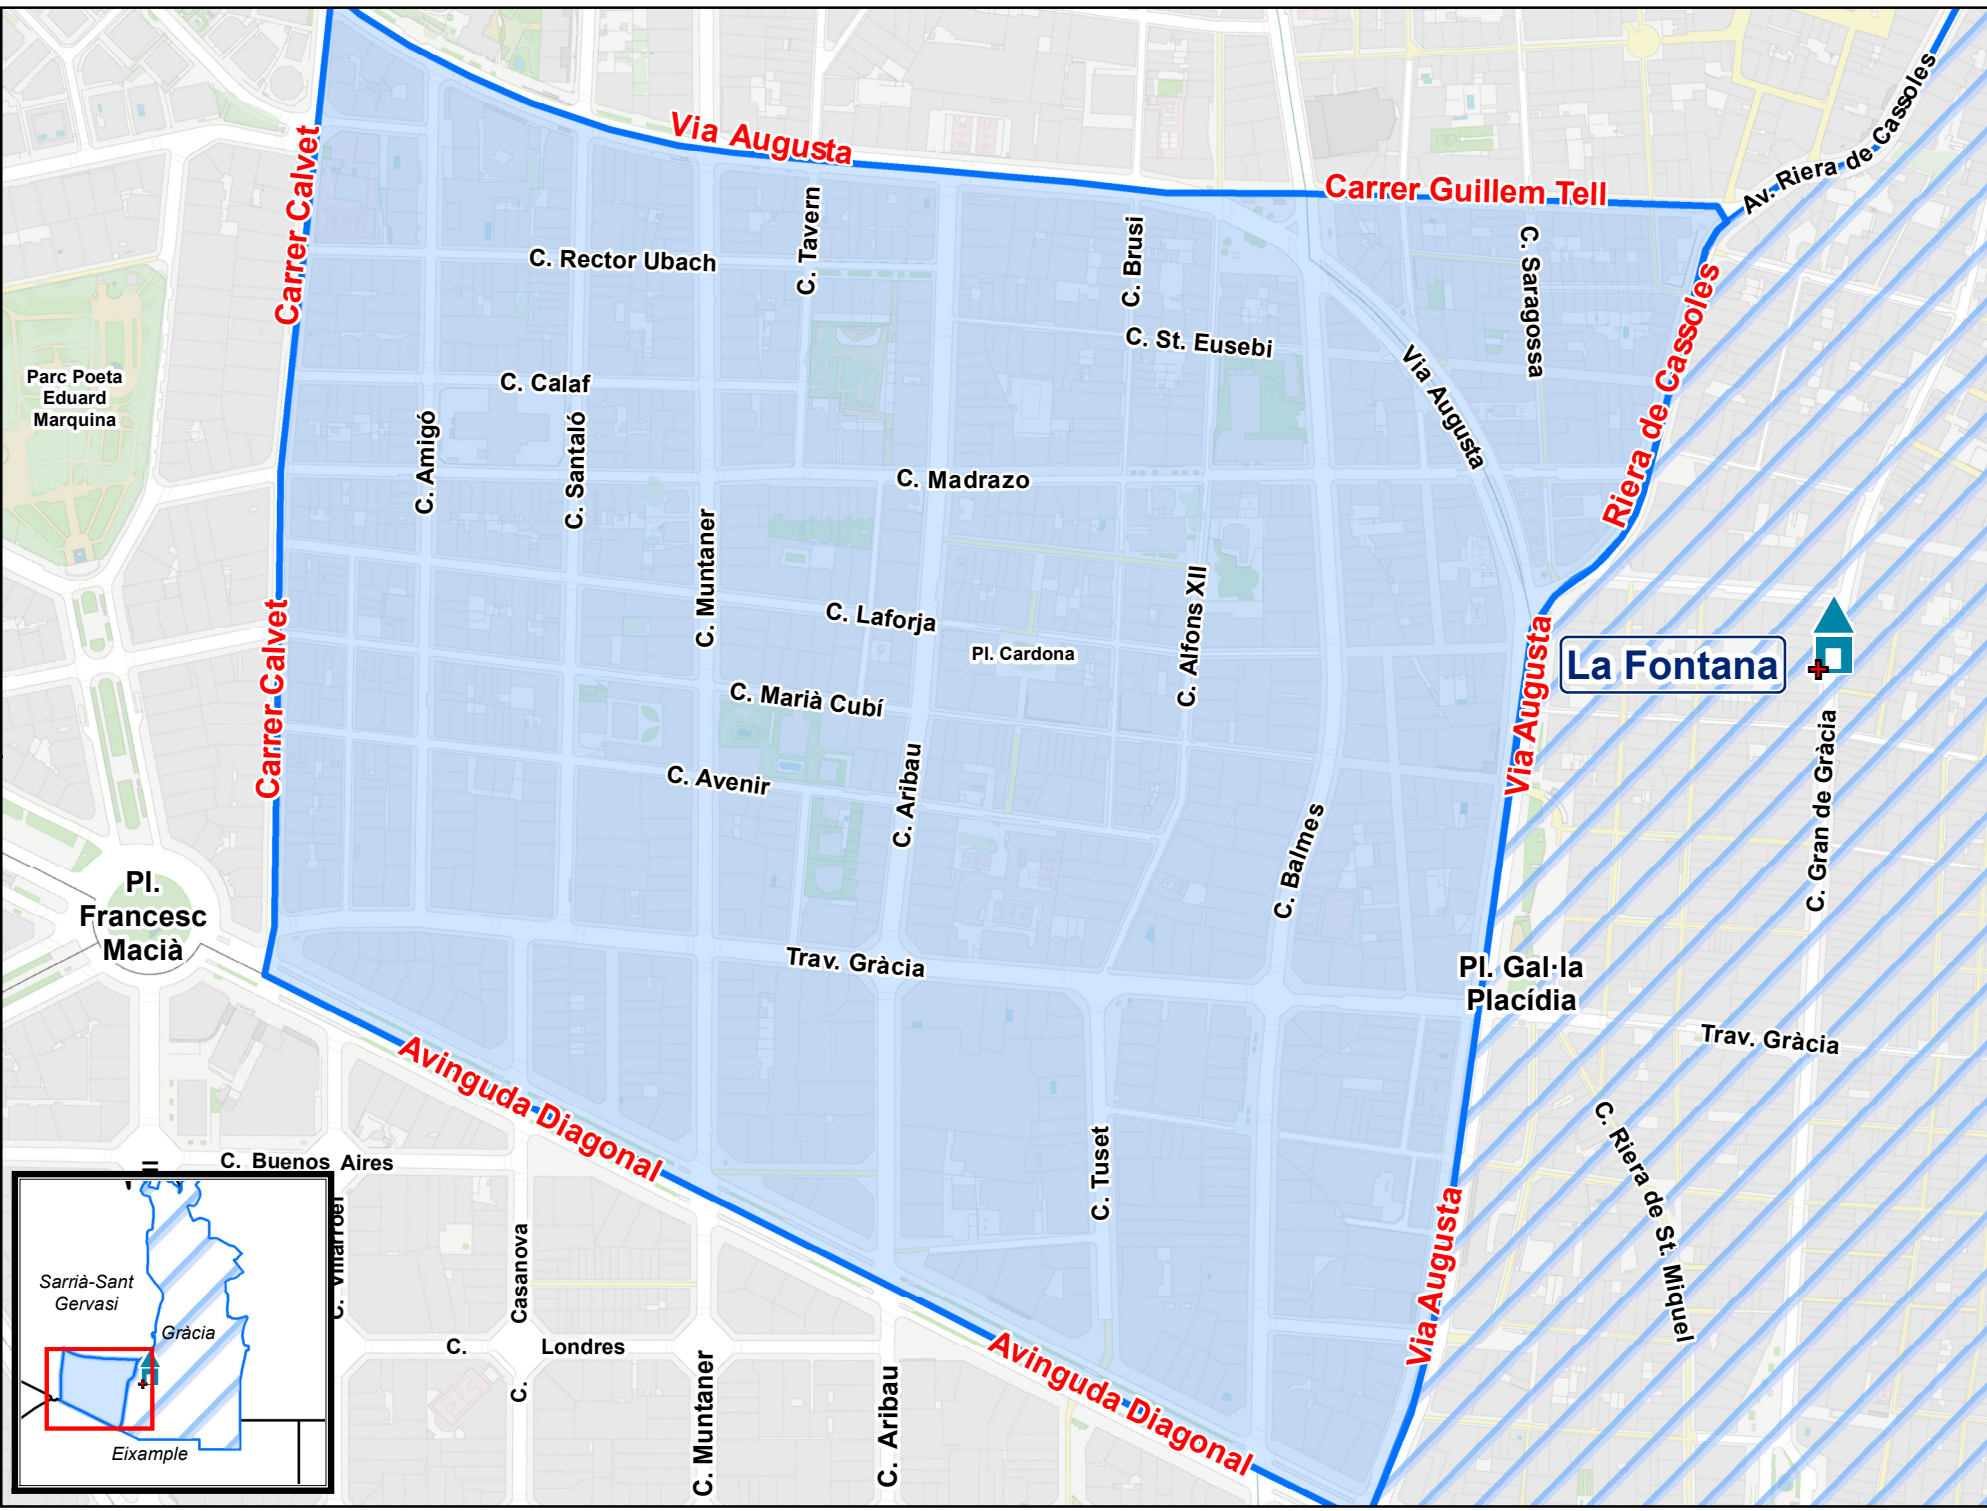 Via Augusta
Carrer Guillem Tell
Av. Riera de Cassoles
Carrer Calvet
C. Rector Ubach
C. Tavern
C. Brusi
C. Saragossa
C. St. Eusebi
Via Augusta
Riera de Cassoles
Parc Poeta
Eduard
Marquina
C. Calaf
C. Amigó
C. Santaló
C. Madrazo
C. Muntaner
C. Laforja
Pl. Cardona
C. Alfons XII
Carrer Calvet
Via Augusta
La Fontana
C. Marià Cubí
C. Avenir
C. Aribau
C. Balmes
C. Gran de Gràcia
Pl.
Francesc
Macià
Trav. Gràcia
Pl. Gal·la
Placídia
Trav. Gràcia
Avinguda Diagonal
C. Tuset
C. Riera de St. Miquel
Via Augusta
C. Buenos Aires
C. Villarroel
C. Casanova
C. Londres
C. Muntaner
C. Aribau
Avinguda Diagonal
Sarrià-Sant
Gervasi
Gràcia
Eixample